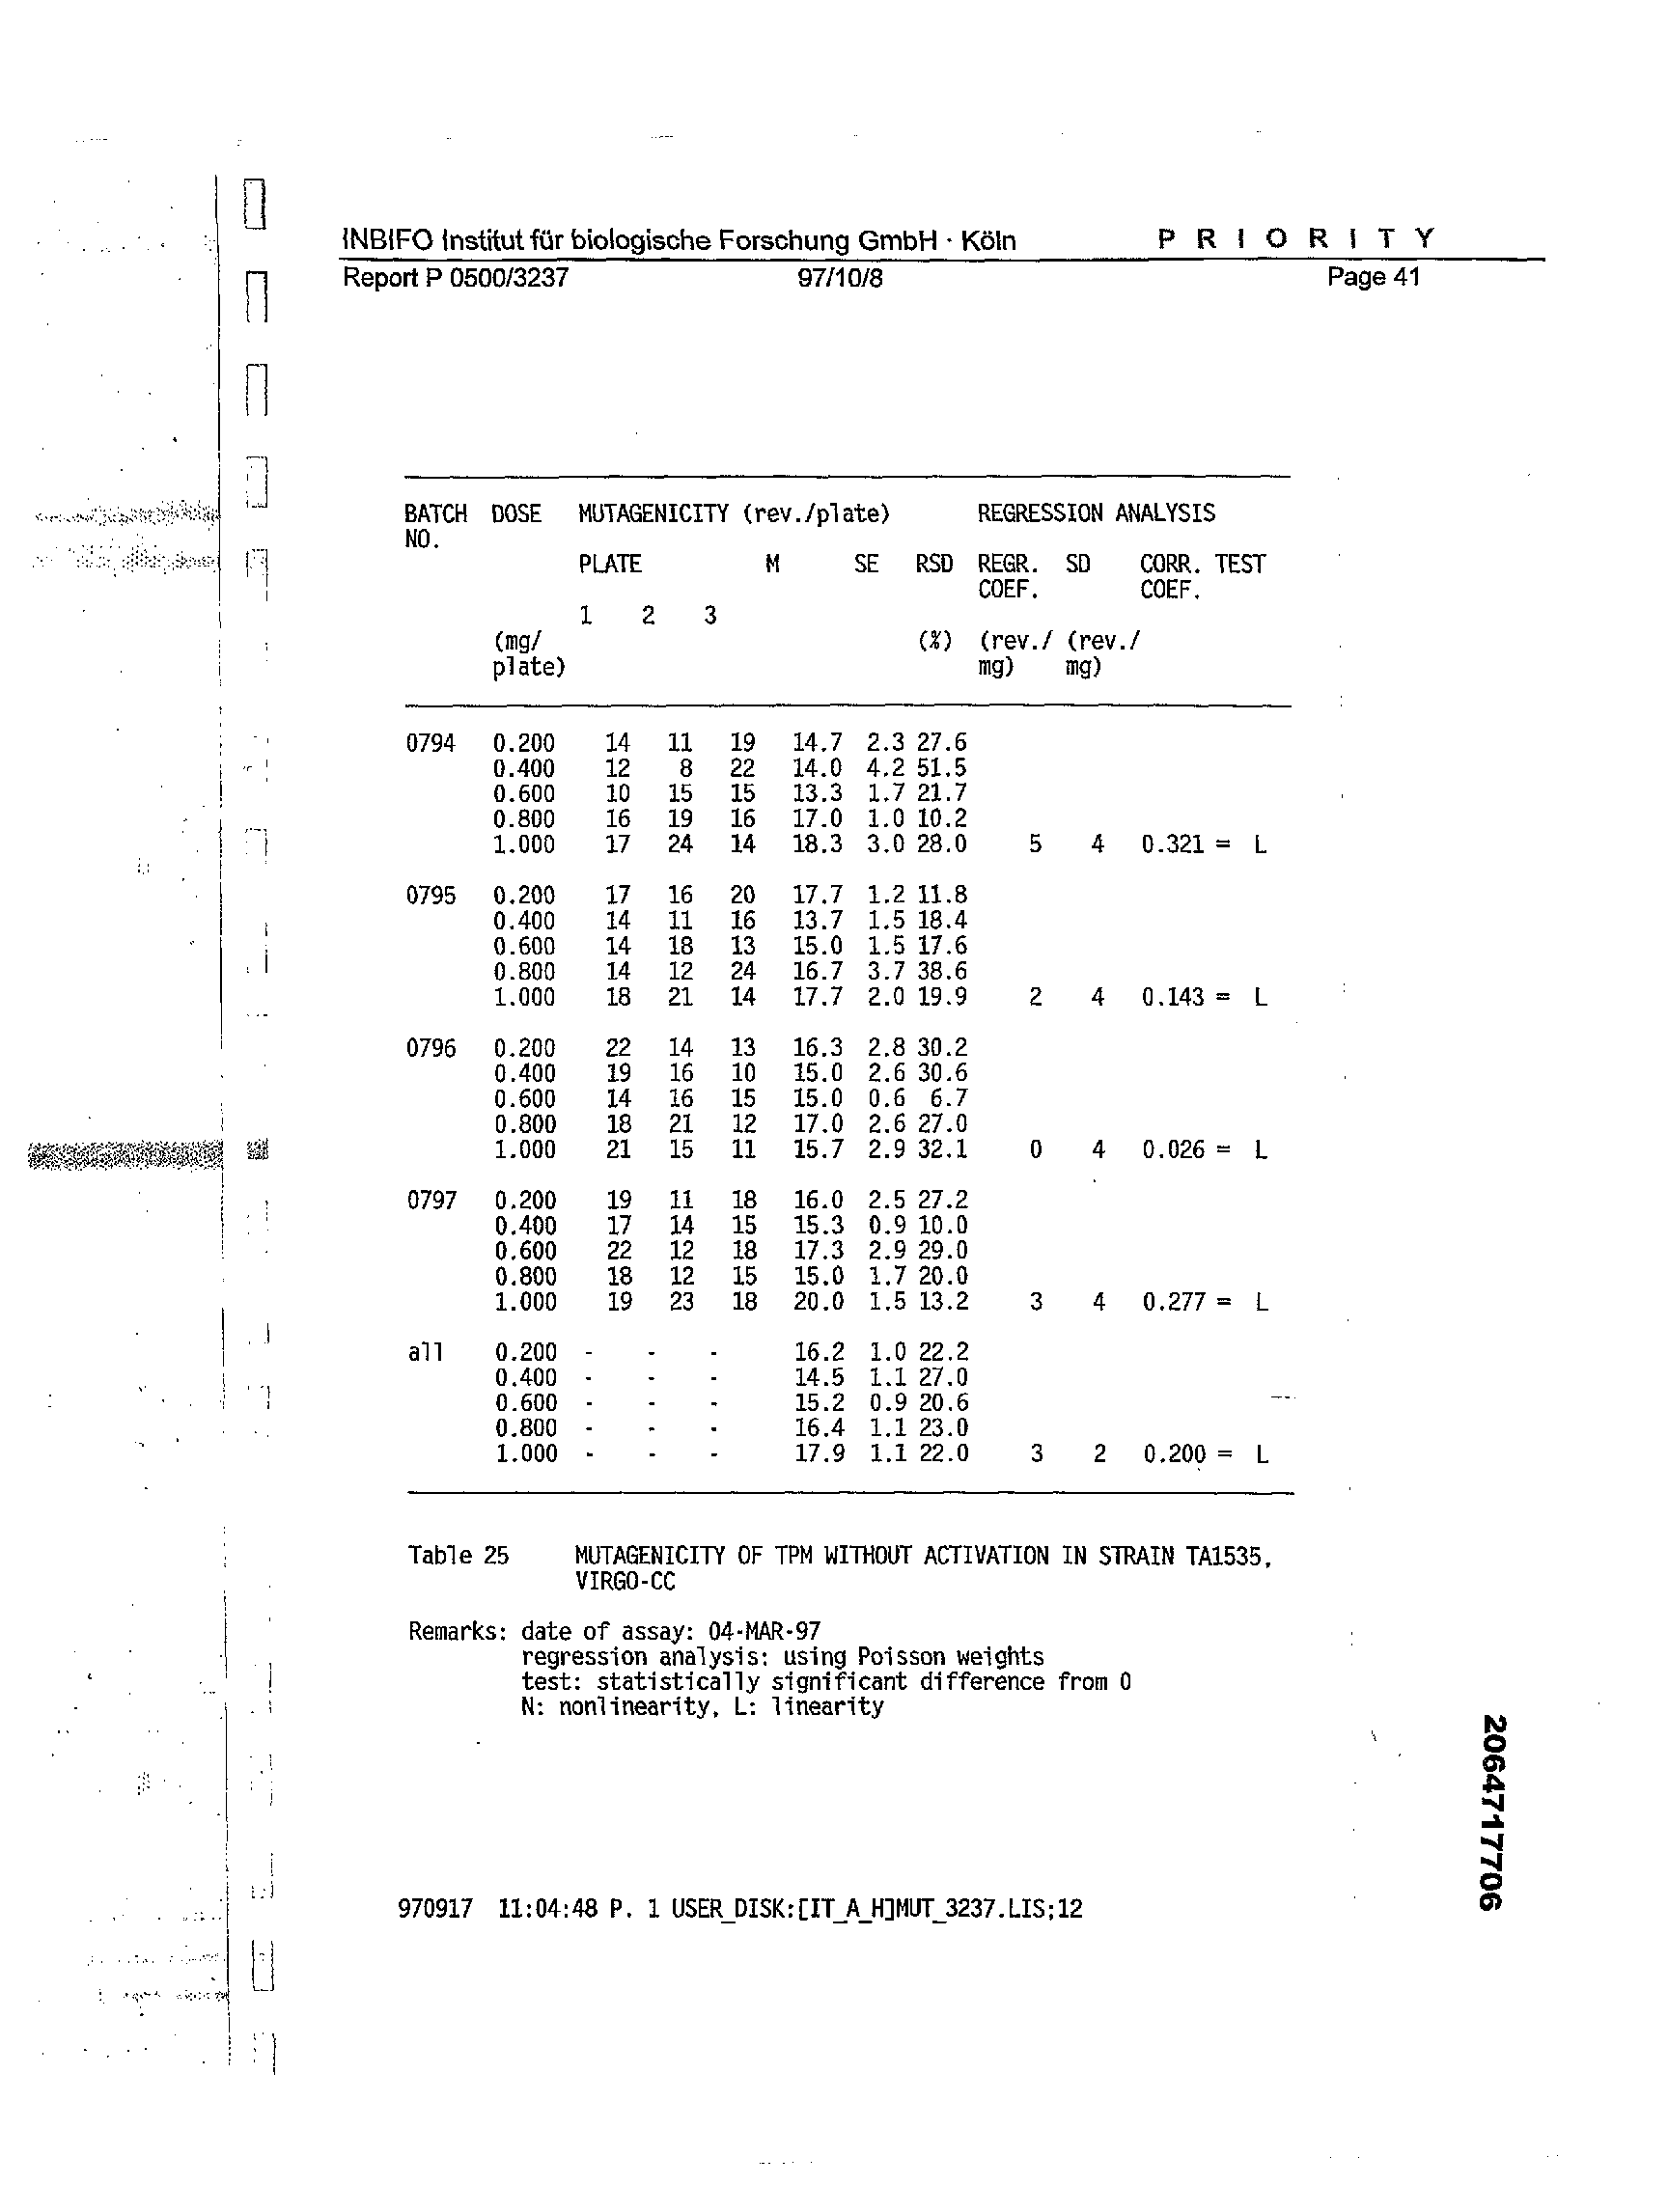 INBIFO Institut für biologische Forschung GmbH · Köln P R I O R I T Y
Report P 0500/3237 97/10/8 Page 41
BATCH DOSE MUTAGENICITY (rev./plate) REGRESSION ANALYSIS
NO.
PLATE M SE RSD REGR. SD CORR. TEST
COEF. COEF.
1 2 3
(mg/ (%) (rev./ (rev./
plate) mg) mg)
0794 0.200 14 11 19 14.7 2.3 27.6
0.400 12 8 22 14.0 4.2 51.5
0.600 10 15 15 13.3 1.7 21.7
0.800 16 19 16 17.0 1.0 10.2
1.000 17 24 14 18.3 3.0 28.0 5 4 0.321 = L
0795 0.200 17 16 20 17.7 1.2 11.8
0.400 14 11 16 13.7 1.5 18.4
0.600 14 18 13 15.0 1.5 17.6
0.800 14 12 24 16.7 3.7 38.6
1.000 18 21 14 17.7 2.0 19.9 2 4 0.143 = L
0796 0.200 22 14 13 16.3 2.8 30.2
0.400 19 16 10 15.0 2.6 30.6
0.600 14 16 15 15.0 0.6 6.7
0.800 18 21 12 17.0 2.6 27.0
1.000 21 15 11 15.7 2.9 32.1 0 4 0.026 = L
0797 0.200 19 11 18 16.0 2.5 27.2
0.400 17 14 15 15.3 0.9 10.0
0.600 22 12 18 17.3 2.9 29.0
0.800 18 12 15 15.0 1.7 20.0
1.000 19 23 18 20.0 1.5 13.2 3 4 0.277 = L
all 0.200 - - - 16.2 1.0 22.2
0.400 - - - 14.5 1.1 27.0
0.600 - - - 15.2 0.9 20.6
0.800 - - - 16.4 1.1 23.0
1.000 - - - 17.9 1.1 22.0 3 2 0.200 = L
Table 25 MUTAGENICITY OF TPM WITHOUT ACTIVATION IN STRAIN TA1535,
VIRGO-CC
Remarks: date of assay: 04-MAR-97
regression analysis: using Poisson weights
test: statistically significant difference from 0
N: nonlinearity, L: linearity
2064717706
970917 11:04:48 P. 1 USER_DISK:[IT_A_H]MUT_3237.LIS;12